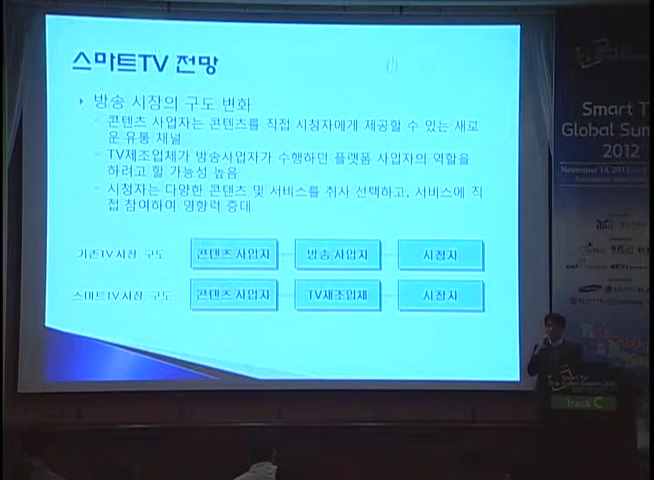 스마트TV 전망
방송 시장의 구도 변화
콘텐츠 사업자는 콘텐츠를 직접 시청자에게 제공할 수 있는 새로
운 유통 채널
TV제조업체가 방송사업자가 수행하던 플랫폼 사업자의 역할을
하려고 할 가능성 높음
시청자는 다양한 콘텐츠 및 서비스를 취사 선택하고, 서비스에 직
접 참여하여 영향력 증대
기존TV시장 구도
콘텐츠 사업자
방송 사업자
시청자
스마트TV시장 구도
콘텐츠 사업자
TV제조업체
시청자
Smart T
Global Sum
2012
November 14, 2012
Smart TV
Global Summit 2012
Track C